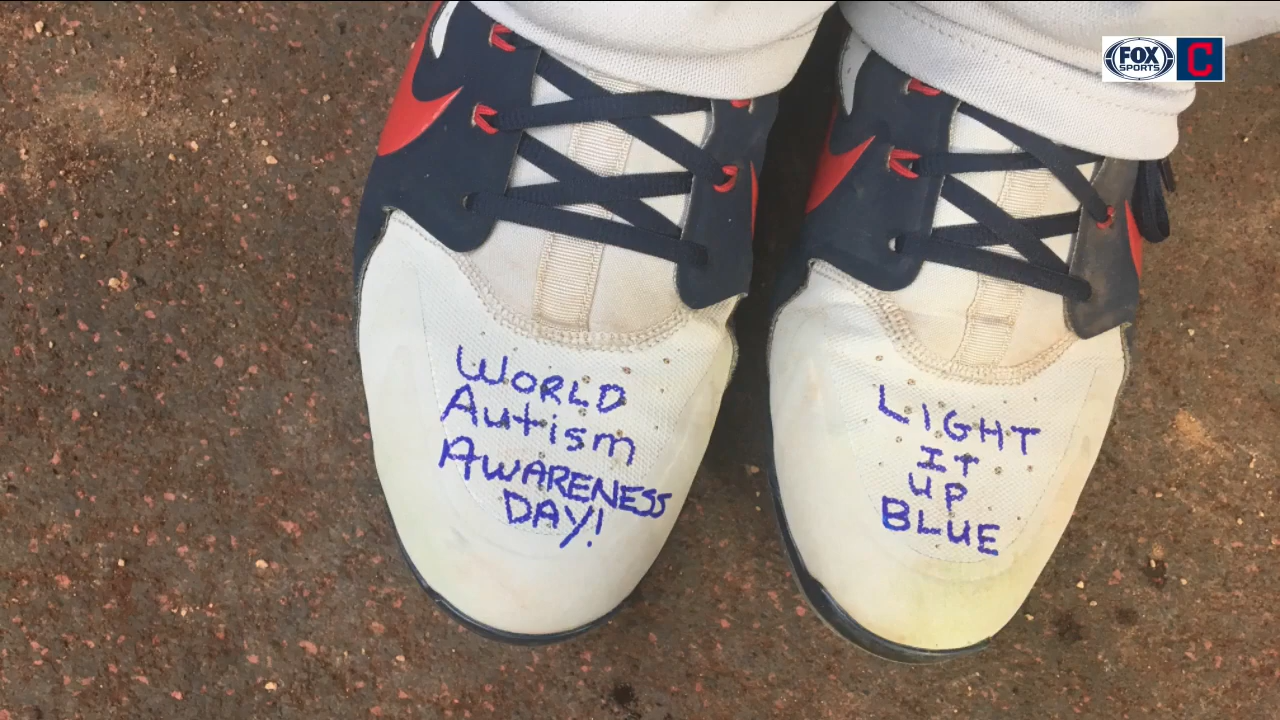 FOX
SPORTS
C
WORLD
Autism
AWARENESS
DAY!
LIGHT
IT
UP
BLUE